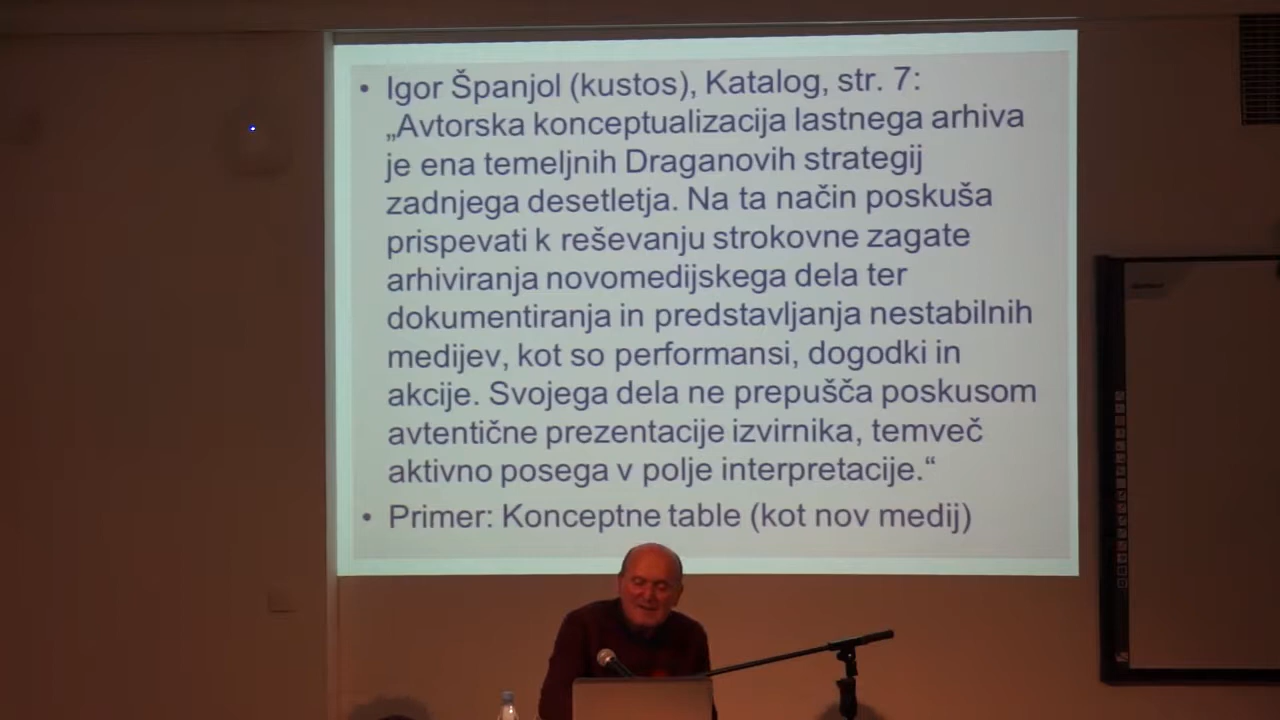 • Igor Španjol (kustos), Katalog, str. 7:
„Avtorska konceptualizacija lastnega arhiva
je ena temeljnih Draganovih strategij
zadnjega desetletja. Na ta način poskuša
prispevati k reševanju strokovne zagate
arhiviranja novomedijskega dela ter
dokumentiranja in predstavljanja nestabilnih
medijev, kot so performansi, dogodki in
akcije. Svojega dela ne prepušča poskusom
avtentične prezentacije izvirnika, temveč
aktivno posega v polje interpretacije.“
• Primer: Konceptne table (kot nov medij)